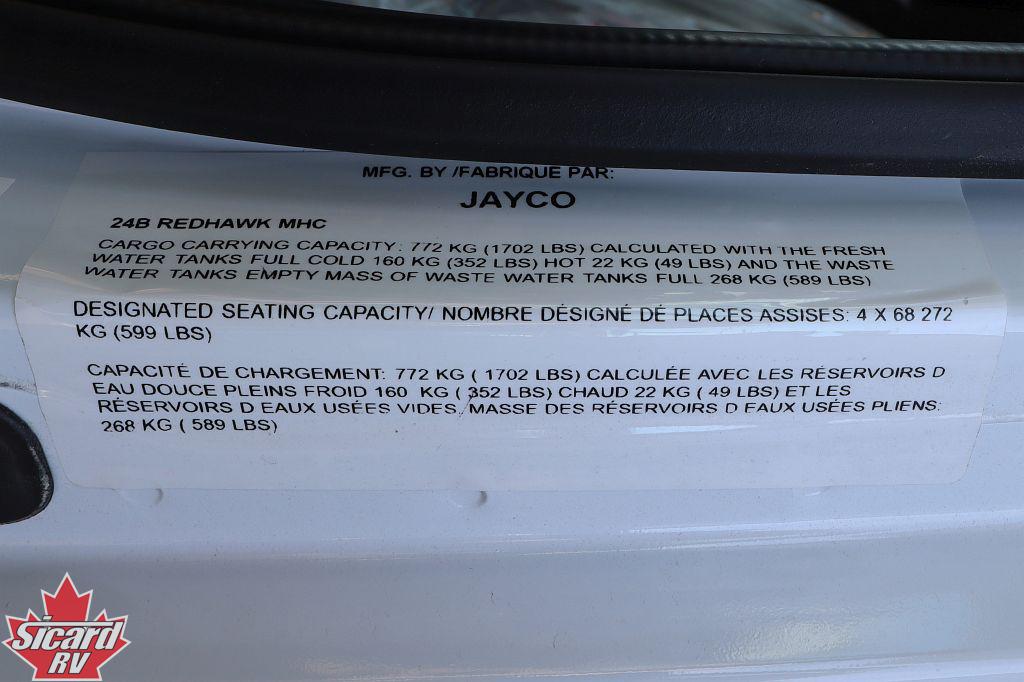 MFG. BY /FABRIQUE PAR:
JAYCO
24B REDHAWK MHC
CARGO CARRYING CAPACITY: 772 KG (1702 LBS) CALCULATED WITH THE FRESH
WATER TANKS FULL COLD 160 KG (352 LBS) HOT 22 KG (49 LBS) AND THE WASTE
WATER TANKS EMPTY MASS OF WASTE WATER TANKS FULL 268 KG (589 LBS)
DESIGNATED SEATING CAPACITY/ NOMBRE DÉSIGNÉ DÉ PLACES ASSISES: 4 X 68 272
KG (599 LBS)
CAPACITÉ DE CHARGEMENT: 772 KG ( 1702 LBS) CALCULÉE AVEC LES RÉSERVOIRS D
EAU DOUCE PLEINS FROID 160 KG ( 352 LBS) CHAUD 22 KG ( 49 LBS) ET LES
RÉSERVOIRS D EAUX USÉES VIDES, MASSE DES RÉSERVOIRS D EAUX USÉES PLIENS:
268 KG ( 589 LBS)
Sicard
RV